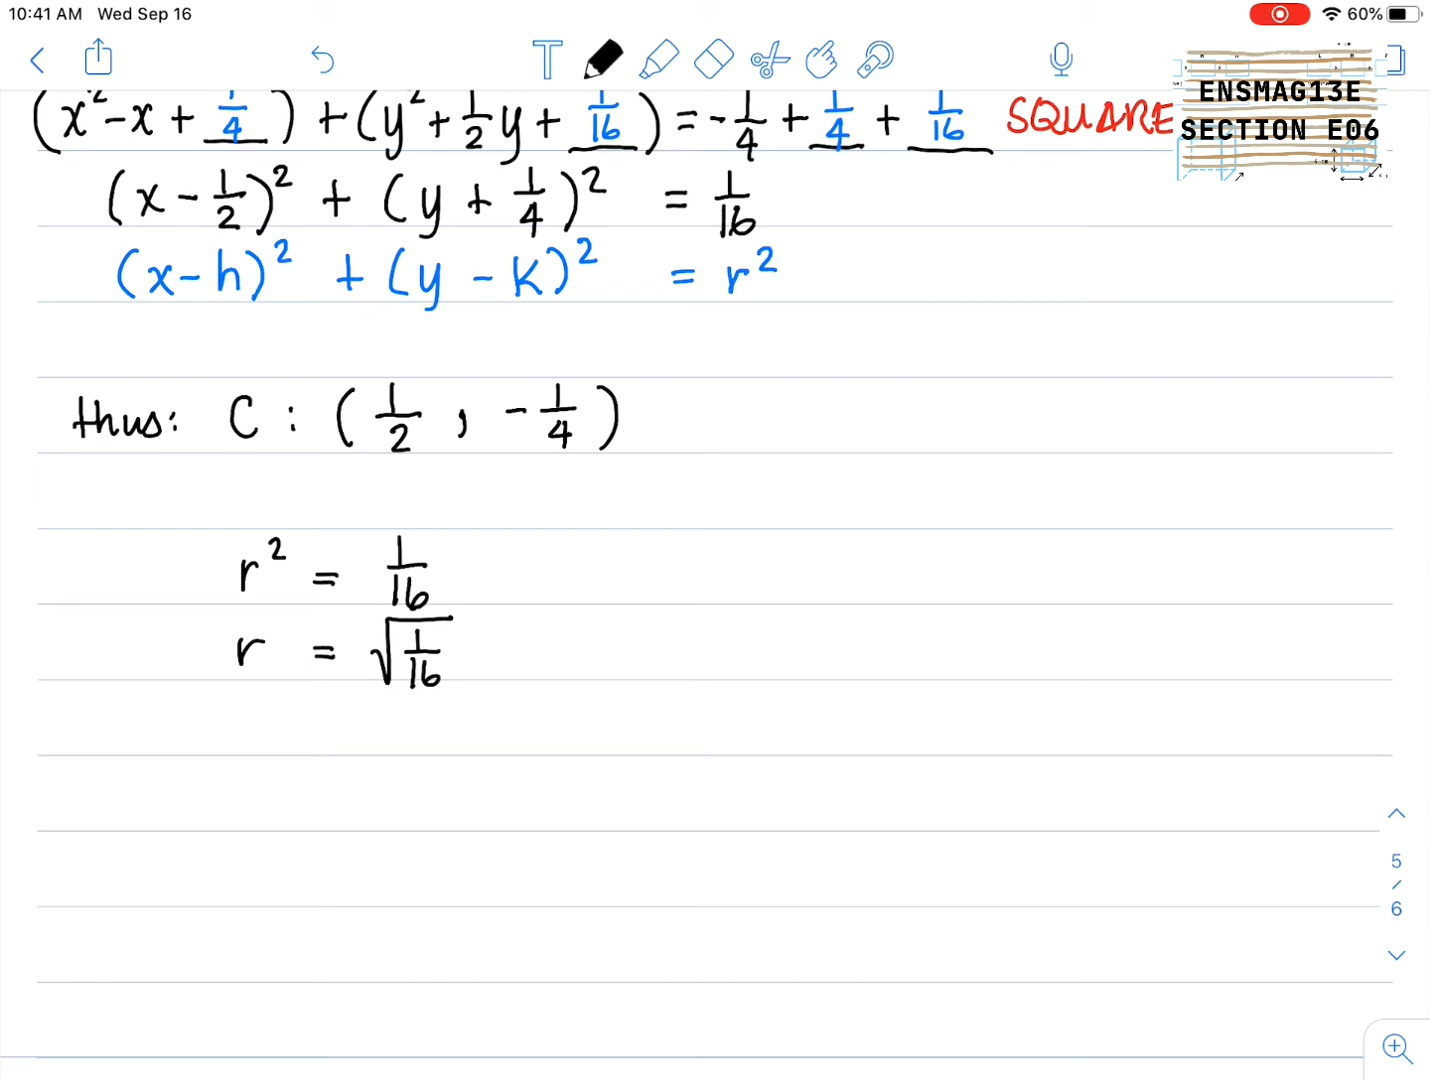 10:41 AM Wed Sep 16 60%
(x² - x + 1/4) + (y² + 1/2 y + 1/16) = - 1/4 + 1/4 + 1/16 SQUARE
ENSMAG13E
SECTION E06
(x - 1/2)² + (y + 1/4)² = 1/16
(x - h)² + (y - k)² = r²
thus: C : (1/2 , - 1/4)
r² = 1/16
r = √(1/16)
5
/
6